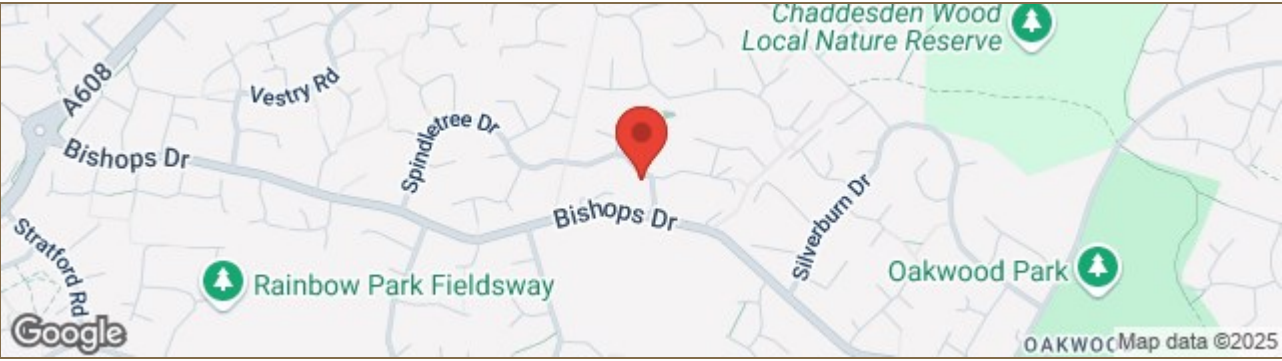 Chaddesden Wood
Local Nature Reserve
A608
Vestry Rd
Spindletree Dr
Bishops Dr
Bishops Dr
Silverburn Dr
Stratford Rd
Rainbow Park Fieldsway
Oakwood Park
Google
OAKWOO
Map data ©2025